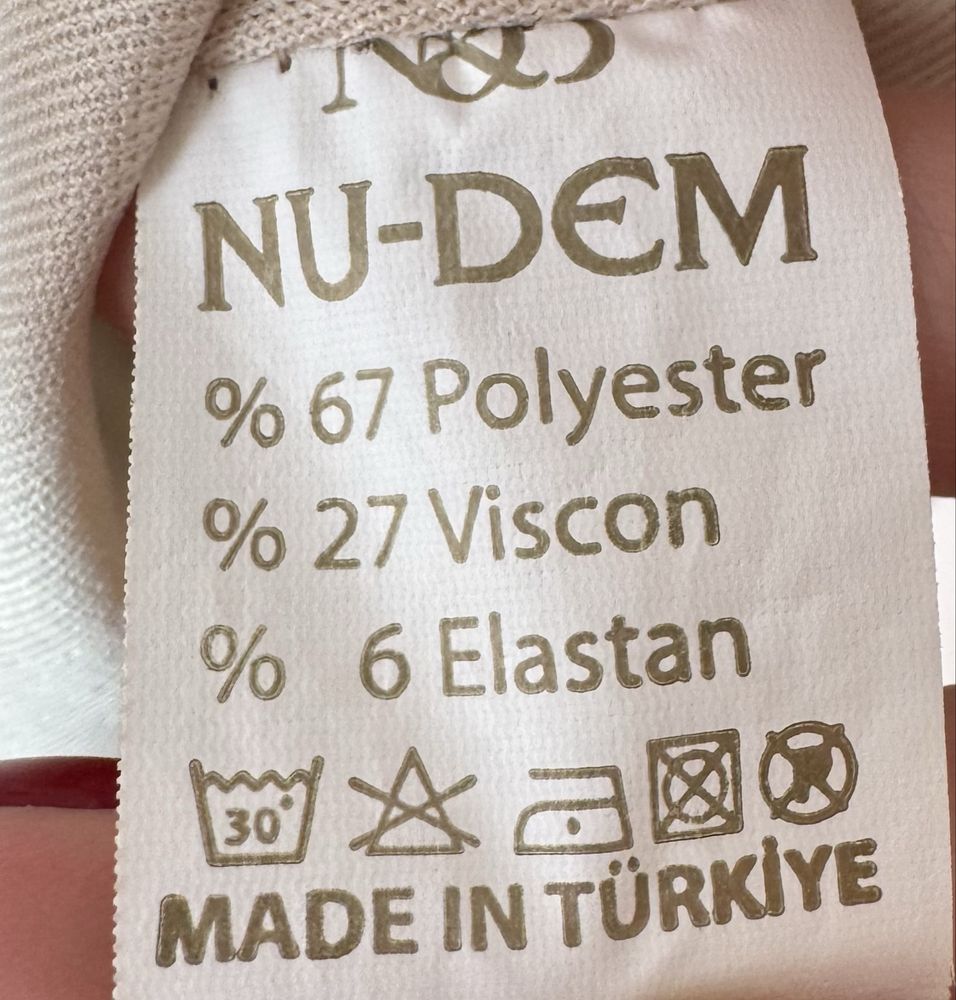 NU-DEM
% 67 Polyester
% 27 Viscon
% 6 Elastan
30°
MADE IN TÜRKİYE